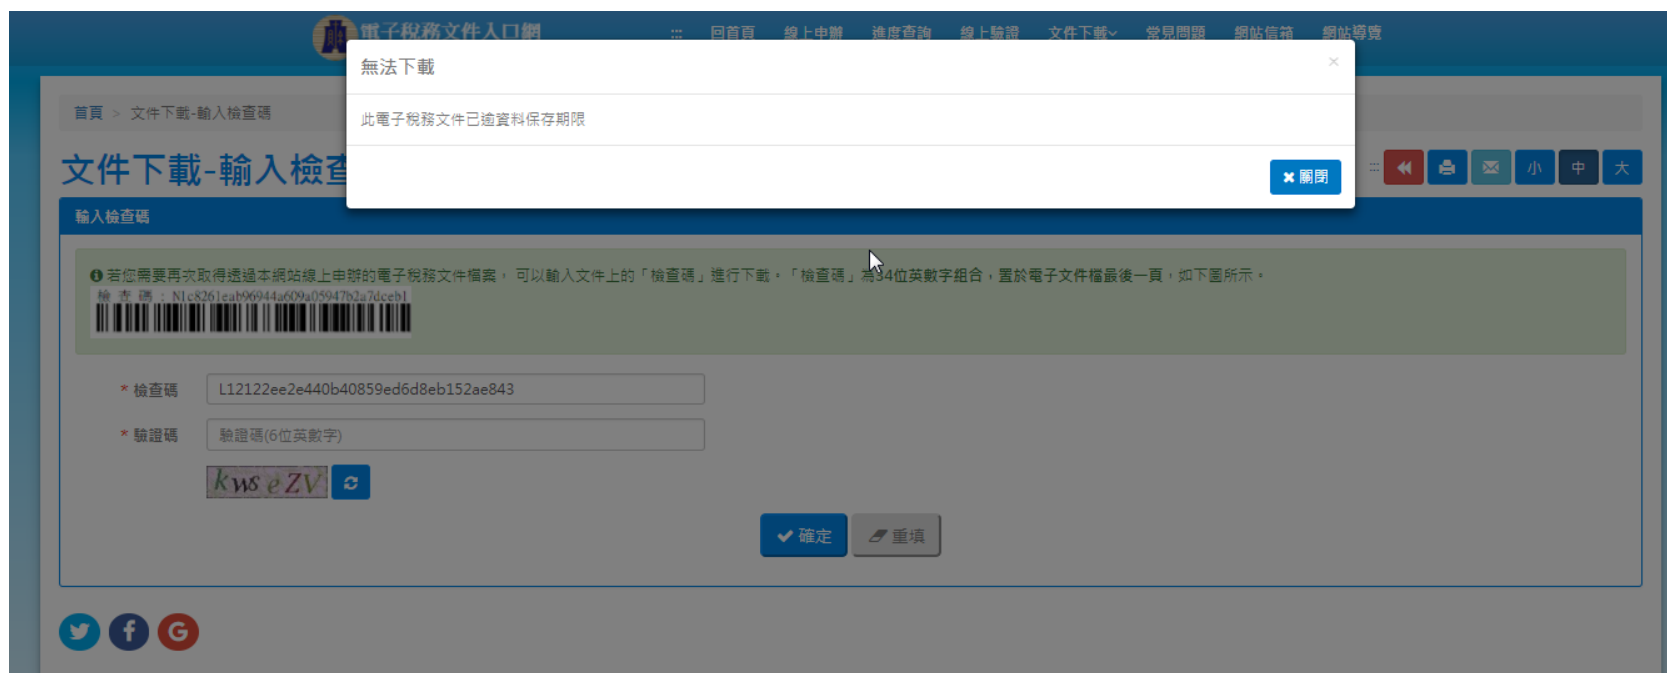 電子稅務文件入口網
:::
回首頁 線上申辦 進度查詢 線上驗證 文件下載 常見問題 網站信箱 網站導覽
無法下載
×
此電子稅務文件已逾資料保存期限
關閉
首頁 > 文件下載-輸入檢查碼
文件下載-輸入檢查
:::
小 中 大
輸入檢查碼
若您需要再次取得透過本網站線上申辦的電子稅務文件檔案， 可以輸入文件上的「檢查碼」進行下載。「檢查碼」為34位英數字組合，置於電子文件檔最後一頁，如下圖所示。
檢 查 碼 : N1c8261eab96944a609a05947b2a7dceb1
* 檢查碼 L12122ee2e440b40859ed6d8eb152ae843
* 驗證碼 驗證碼(6位英數字)
kwseZV
確定 重填